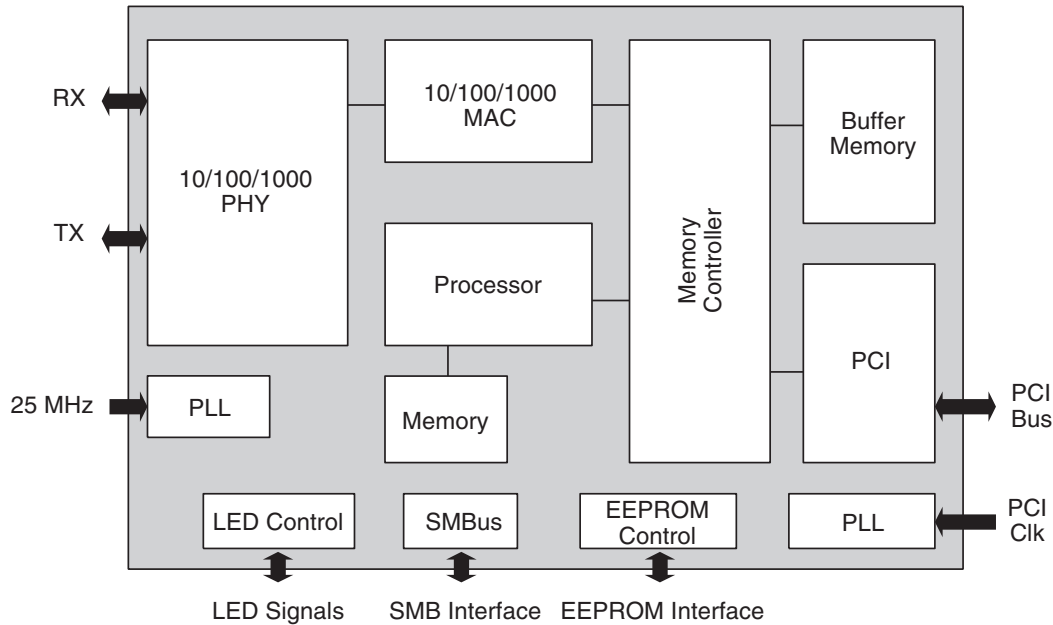 RX
TX
25 MHz
10/100/1000
PHY
10/100/1000
MAC
Processor
Memory
Memory
Controller
Buffer
Memory
PCI
PCI
Bus
PLL
LED Control
SMBus
EEPROM
Control
PLL
PCI
Clk
LED Signals
SMB Interface
EEPROM Interface